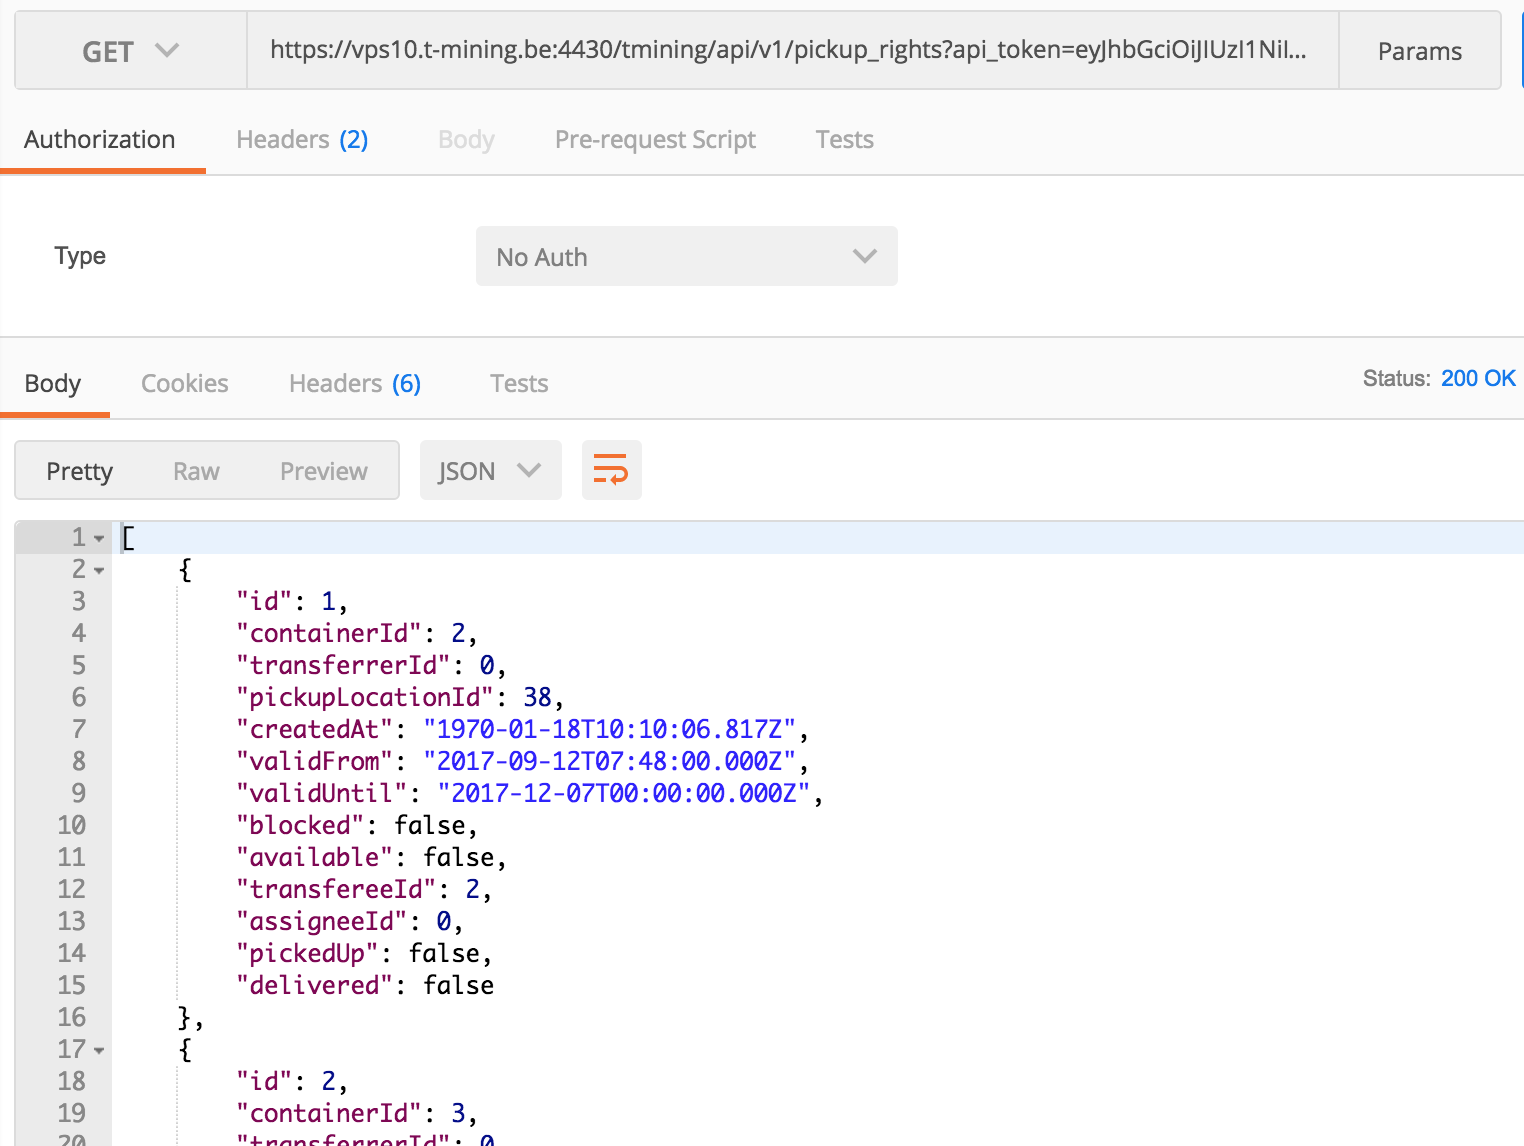 GET https://vps10.t-mining.be:4430/tmining/api/v1/pickup_rights?api_token=eyJhbGciOiJIUzI1NiI... Params
Authorization Headers (2) Body Pre-request Script Tests
Type No Auth
Body Cookies Headers (6) Tests Status: 200 OK
Pretty Raw Preview JSON
1 [
2 {
3 "id": 1,
4 "containerId": 2,
5 "transferrerId": 0,
6 "pickupLocationId": 38,
7 "createdAt": "1970-01-18T10:10:06.817Z",
8 "validFrom": "2017-09-12T07:48:00.000Z",
9 "validUntil": "2017-12-07T00:00:00.000Z",
10 "blocked": false,
11 "available": false,
12 "transfereeId": 2,
13 "assigneeId": 0,
14 "pickedUp": false,
15 "delivered": false
16 },
17 {
18 "id": 2,
19 "containerId": 3,
20 "transferrerId": 0